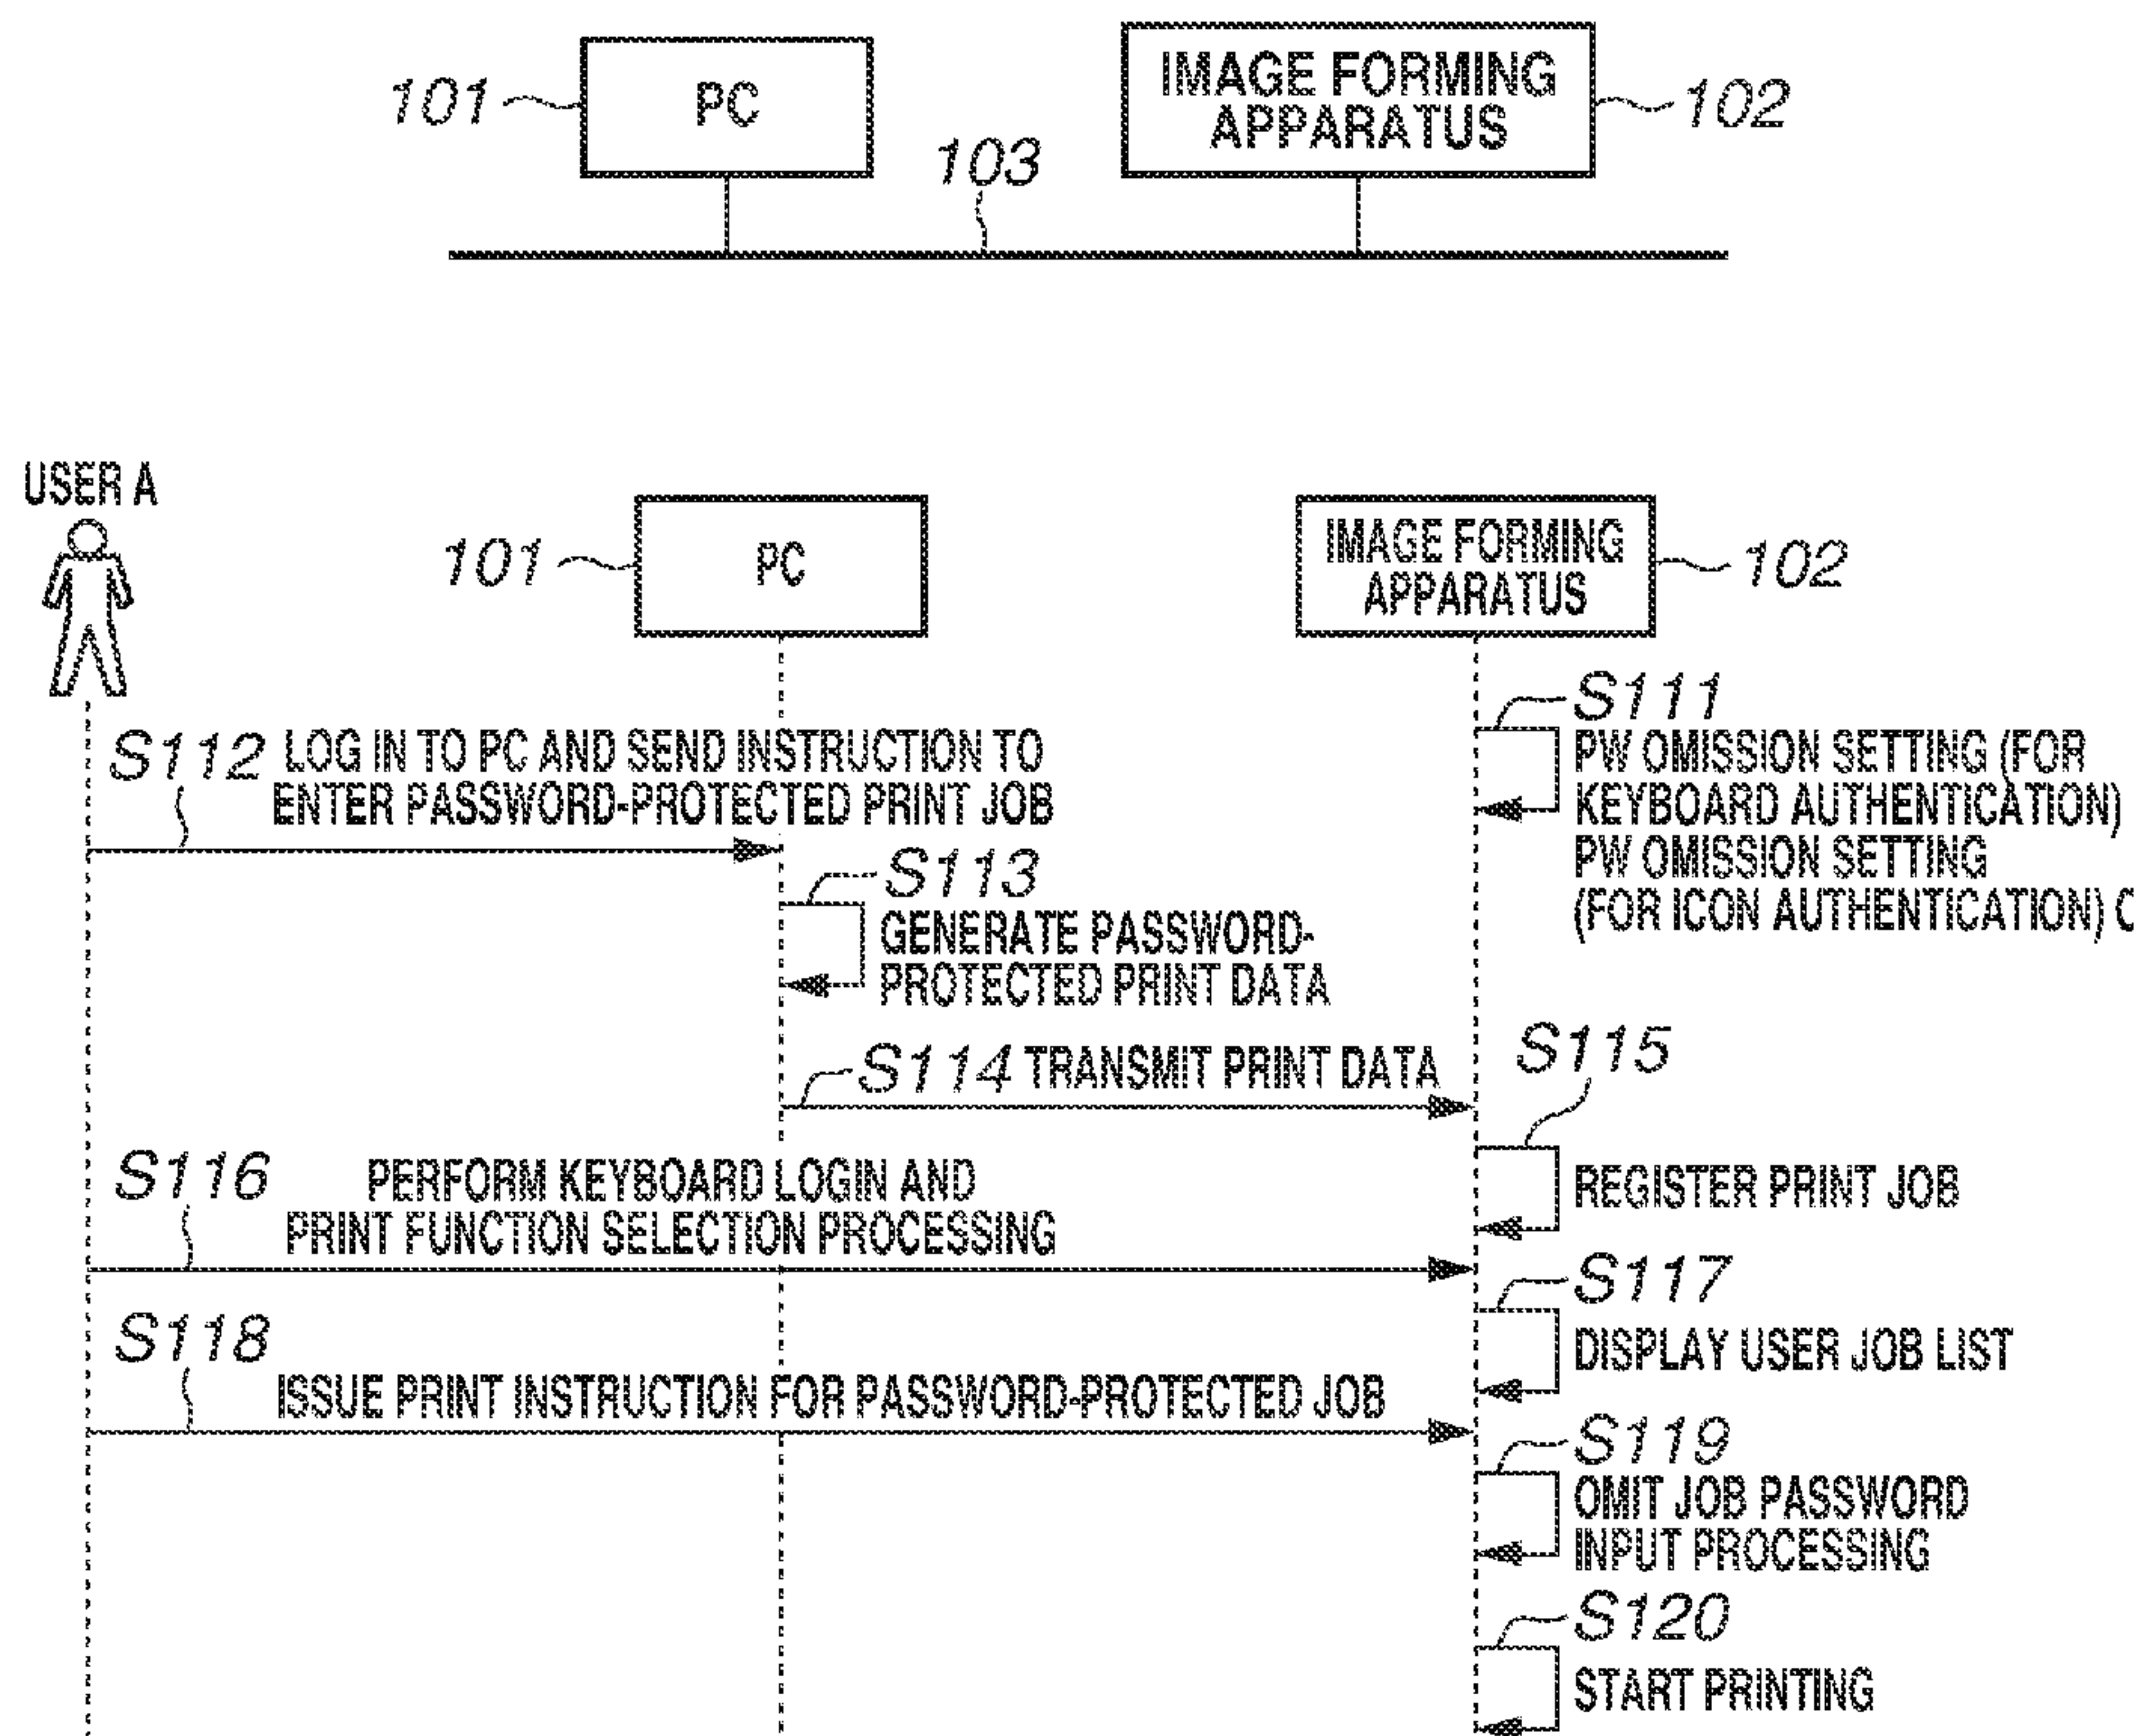 101
PC
IMAGE FORMING
APPARATUS
102
103
USER A
101
PC
IMAGE FORMING
APPARATUS
102
S111
PW OMISSION SETTING (FOR
KEYBOARD AUTHENTICATION)
PW OMISSION SETTING
(FOR ICON AUTHENTICATION)
S112 LOG IN TO PC AND SEND INSTRUCTION TO
ENTER PASSWORD-PROTECTED PRINT JOB
S113
GENERATE PASSWORD-
PROTECTED PRINT DATA
S114 TRANSMIT PRINT DATA
S115
REGISTER PRINT JOB
S116 PERFORM KEYBOARD LOGIN AND
PRINT FUNCTION SELECTION PROCESSING
S117
DISPLAY USER JOB LIST
S118
ISSUE PRINT INSTRUCTION FOR PASSWORD-PROTECTED JOB
S119
OMIT JOB PASSWORD
INPUT PROCESSING
S120
START PRINTING